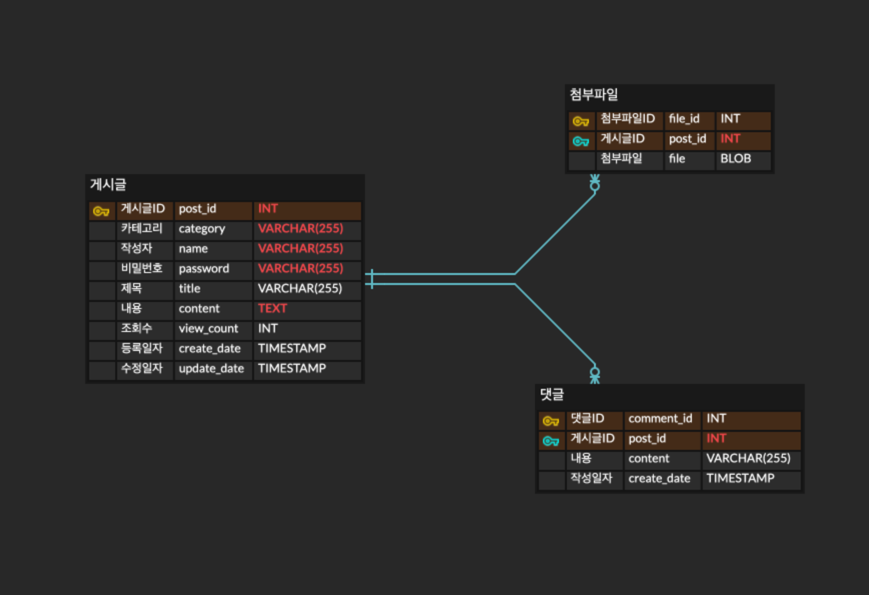 게시글
게시글ID post_id INT
카테고리 category VARCHAR(255)
작성자 name VARCHAR(255)
비밀번호 password VARCHAR(255)
제목 title VARCHAR(255)
내용 content TEXT
조회수 view_count INT
등록일자 create_date TIMESTAMP
수정일자 update_date TIMESTAMP
첨부파일
첨부파일ID file_id INT
게시글ID post_id INT
첨부파일 file BLOB
댓글
댓글ID comment_id INT
게시글ID post_id INT
내용 content VARCHAR(255)
작성일자 create_date TIMESTAMP